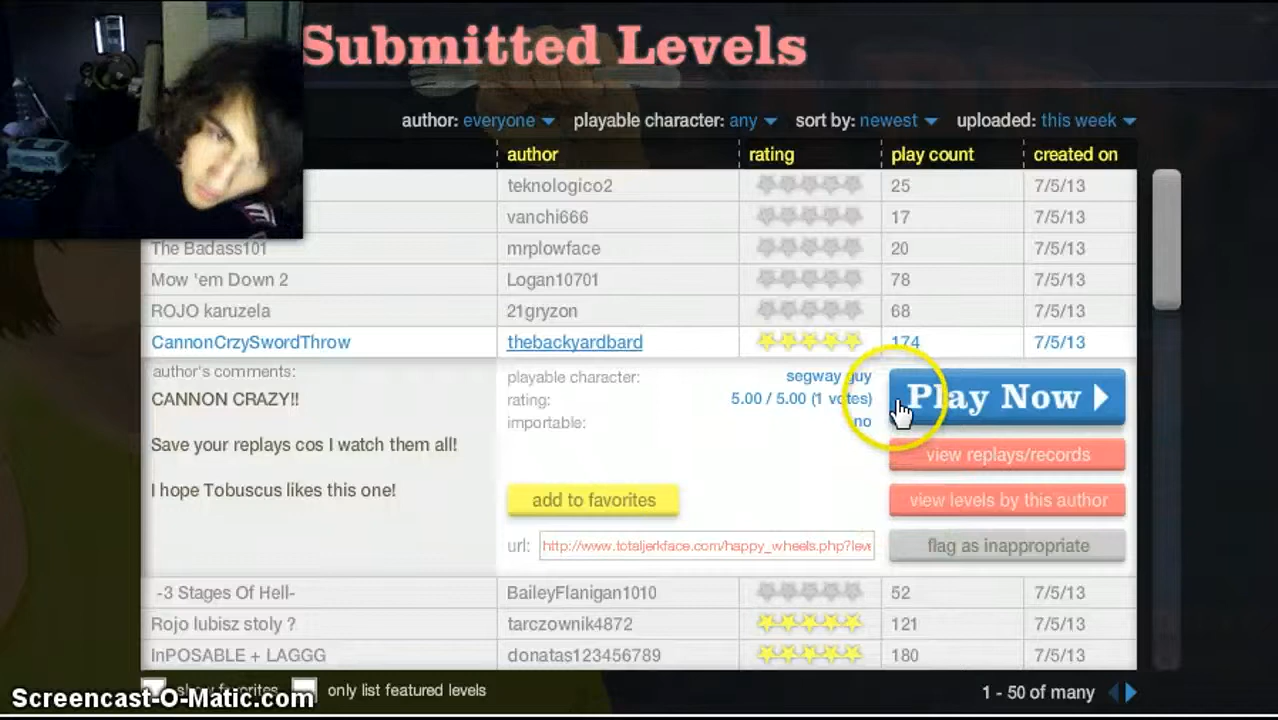 Submitted Levels
author: everyone playable character: any sort by: newest uploaded: this week
author rating play count created on
teknologico2 25 7/5/13
vanchi666 17 7/5/13
The Badass101 mrplowface 20 7/5/13
Mow 'em Down 2 Logan10701 78 7/5/13
ROJO karuzela 21gryzon 68 7/5/13
CannonCrzySwordThrow thebackyardbard 174 7/5/13
author's comments:
CANNON CRAZY!!
Save your replays cos I watch them all!
I hope Tobuscus likes this one!
playable character: segway guy
rating: 5.00 / 5.00 (1 votes)
importable: no
add to favorites
url: http://www.totaljerkface.com/happy_wheels.php?leve
Play Now
view replays/records
view levels by this author
flag as inappropriate
-3 Stages Of Hell- BaileyFlanigan1010 52 7/5/13
Rojo lubisz stoly ? tarczownik4872 121 7/5/13
InPOSABLE + LAGGG donatas123456789 180 7/5/13
show favorites only list featured levels 1 - 50 of many
Screencast-O-Matic.com